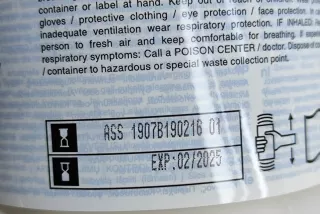 container or label at hand. Keep out of reach of children. Wear
gloves / protective clothing / eye protection / face protection. In
inadequate ventilation wear respiratory protection. IF INHALED:
person to fresh air and keep comfortable for breathing. If
respiratory symptoms: Call a POISON CENTER / doctor. Dispose of
/ container to hazardous or special waste collection point.
ASS 1907B190216 01
EXP:02/2025